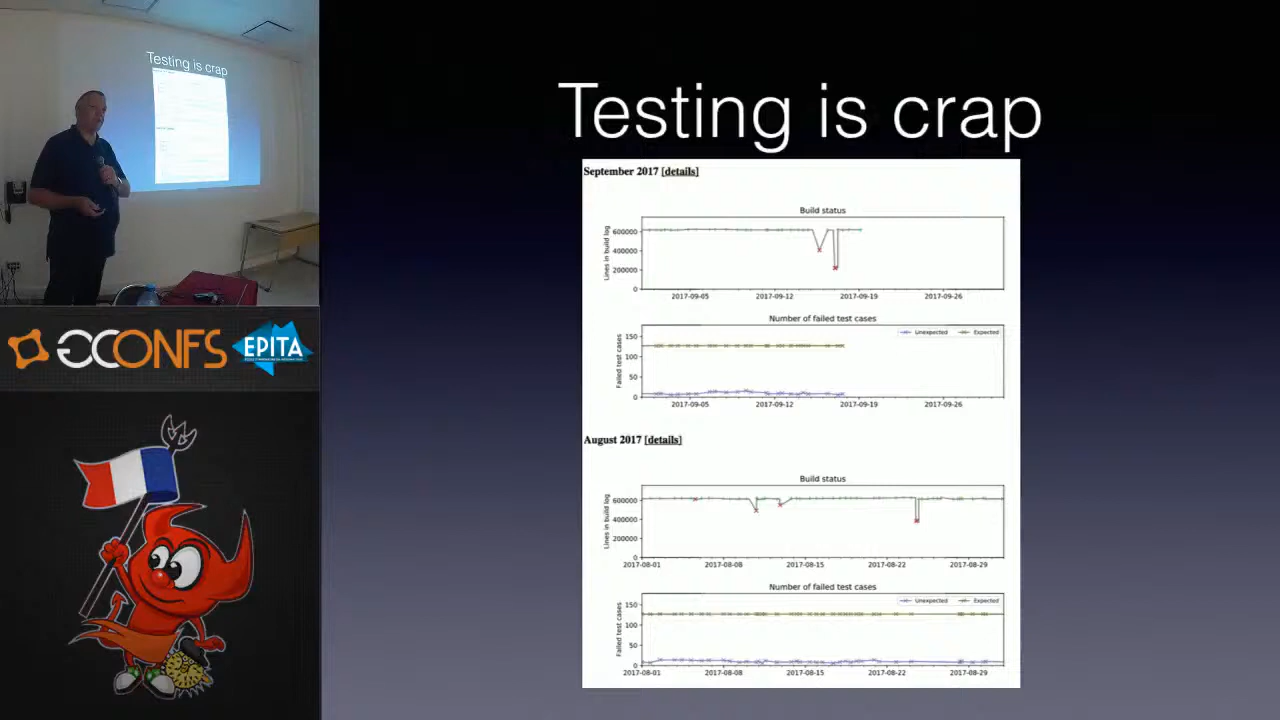 Testing is crap
Testing is crap
September 2017 [details]
Build status
Lines in build log
600000
400000
200000
0
2017-09-05 2017-09-12 2017-09-19 2017-09-26
Number of failed test cases
Unexpected Expected
Failed test cases
150
100
50
0
2017-09-05 2017-09-12 2017-09-19 2017-09-26
August 2017 [details]
Build status
Lines in build log
600000
400000
200000
0
2017-08-01 2017-08-08 2017-08-15 2017-08-22 2017-08-29
Number of failed test cases
Unexpected Expected
Failed test cases
150
100
50
0
2017-08-01 2017-08-08 2017-08-15 2017-08-22 2017-08-29
GCONFS
EPITA